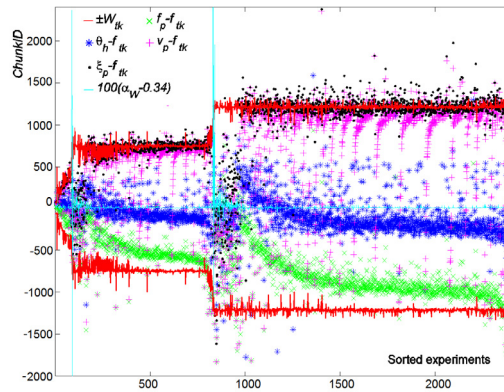 2000
1500
1000
500
0
-500
-1000
-1500
-2000
ChunkID
±W_tk
f_p-f_tk
θ_h-f_tk
v_p-f_tk
ξ_p-f_tk
100(α_W-0.34)
Sorted experiments
500 1000 1500 2000